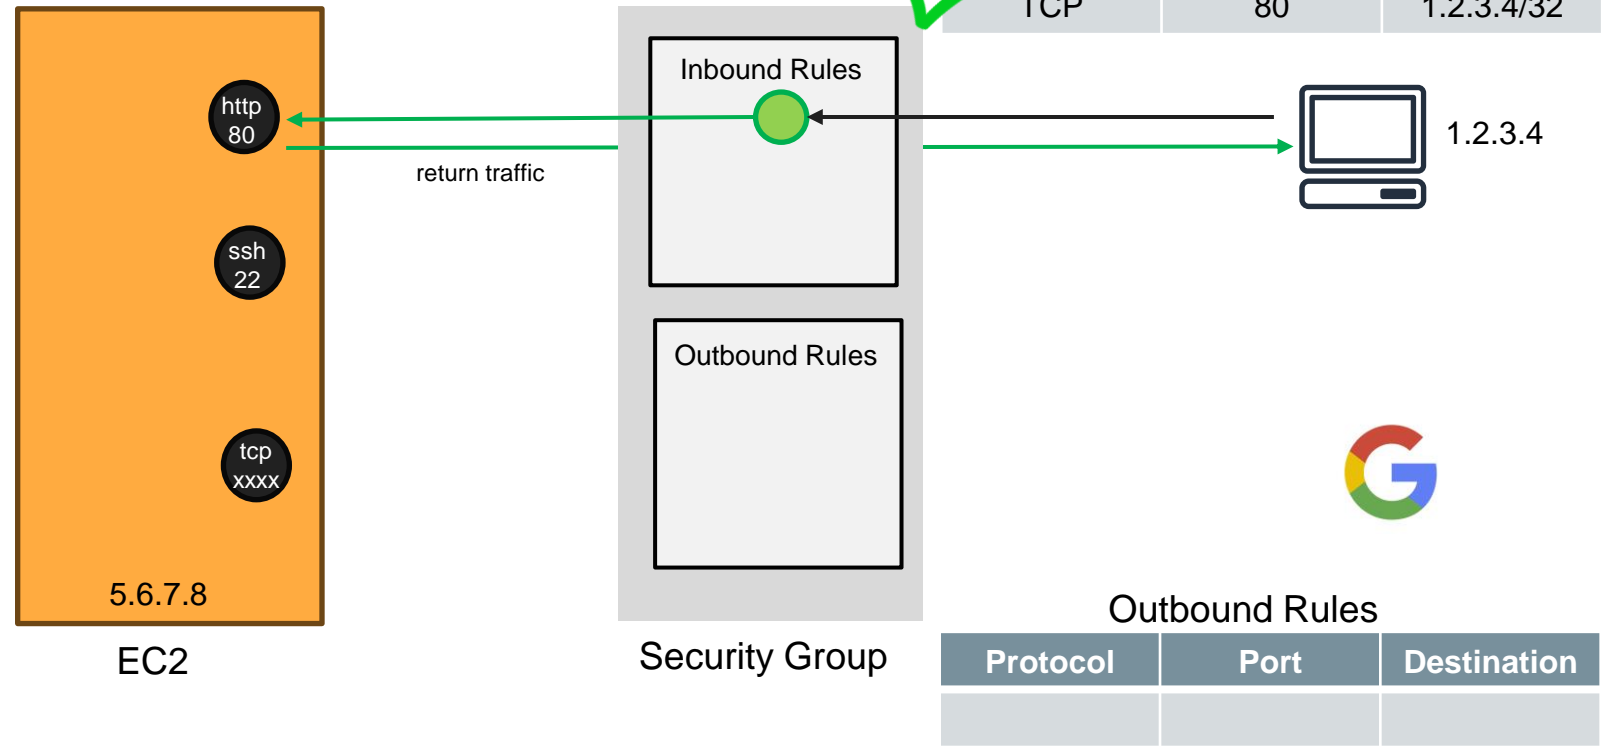 TCP 80 1.2.3.4/32
Inbound Rules
http
80
1.2.3.4
return traffic
ssh
22
Outbound Rules
tcp
xxxx
5.6.7.8
EC2
Security Group
Outbound Rules
Protocol Port Destination